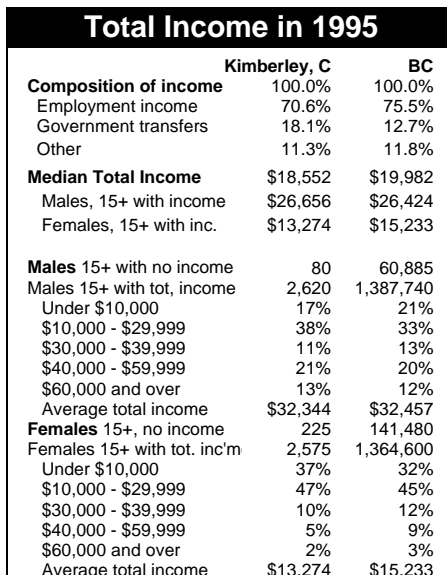 Total Income in 1995
Kimberley, C BC
Composition of income 100.0% 100.0%
Employment income 70.6% 75.5%
Government transfers 18.1% 12.7%
Other 11.3% 11.8%
Median Total Income $18,552 $19,982
Males, 15+ with income $26,656 $26,424
Females, 15+ with inc. $13,274 $15,233
Males 15+ with no income 80 60,885
Males 15+ with tot, income 2,620 1,387,740
Under $10,000 17% 21%
$10,000 - $29,999 38% 33%
$30,000 - $39,999 11% 13%
$40,000 - $59,999 21% 20%
$60,000 and over 13% 12%
Average total income $32,344 $32,457
Females 15+, no income 225 141,480
Females 15+ with tot. inc'm 2,575 1,364,600
Under $10,000 37% 32%
$10,000 - $29,999 47% 45%
$30,000 - $39,999 10% 12%
$40,000 - $59,999 5% 9%
$60,000 and over 2% 3%
Average total income $13,274 $15,233